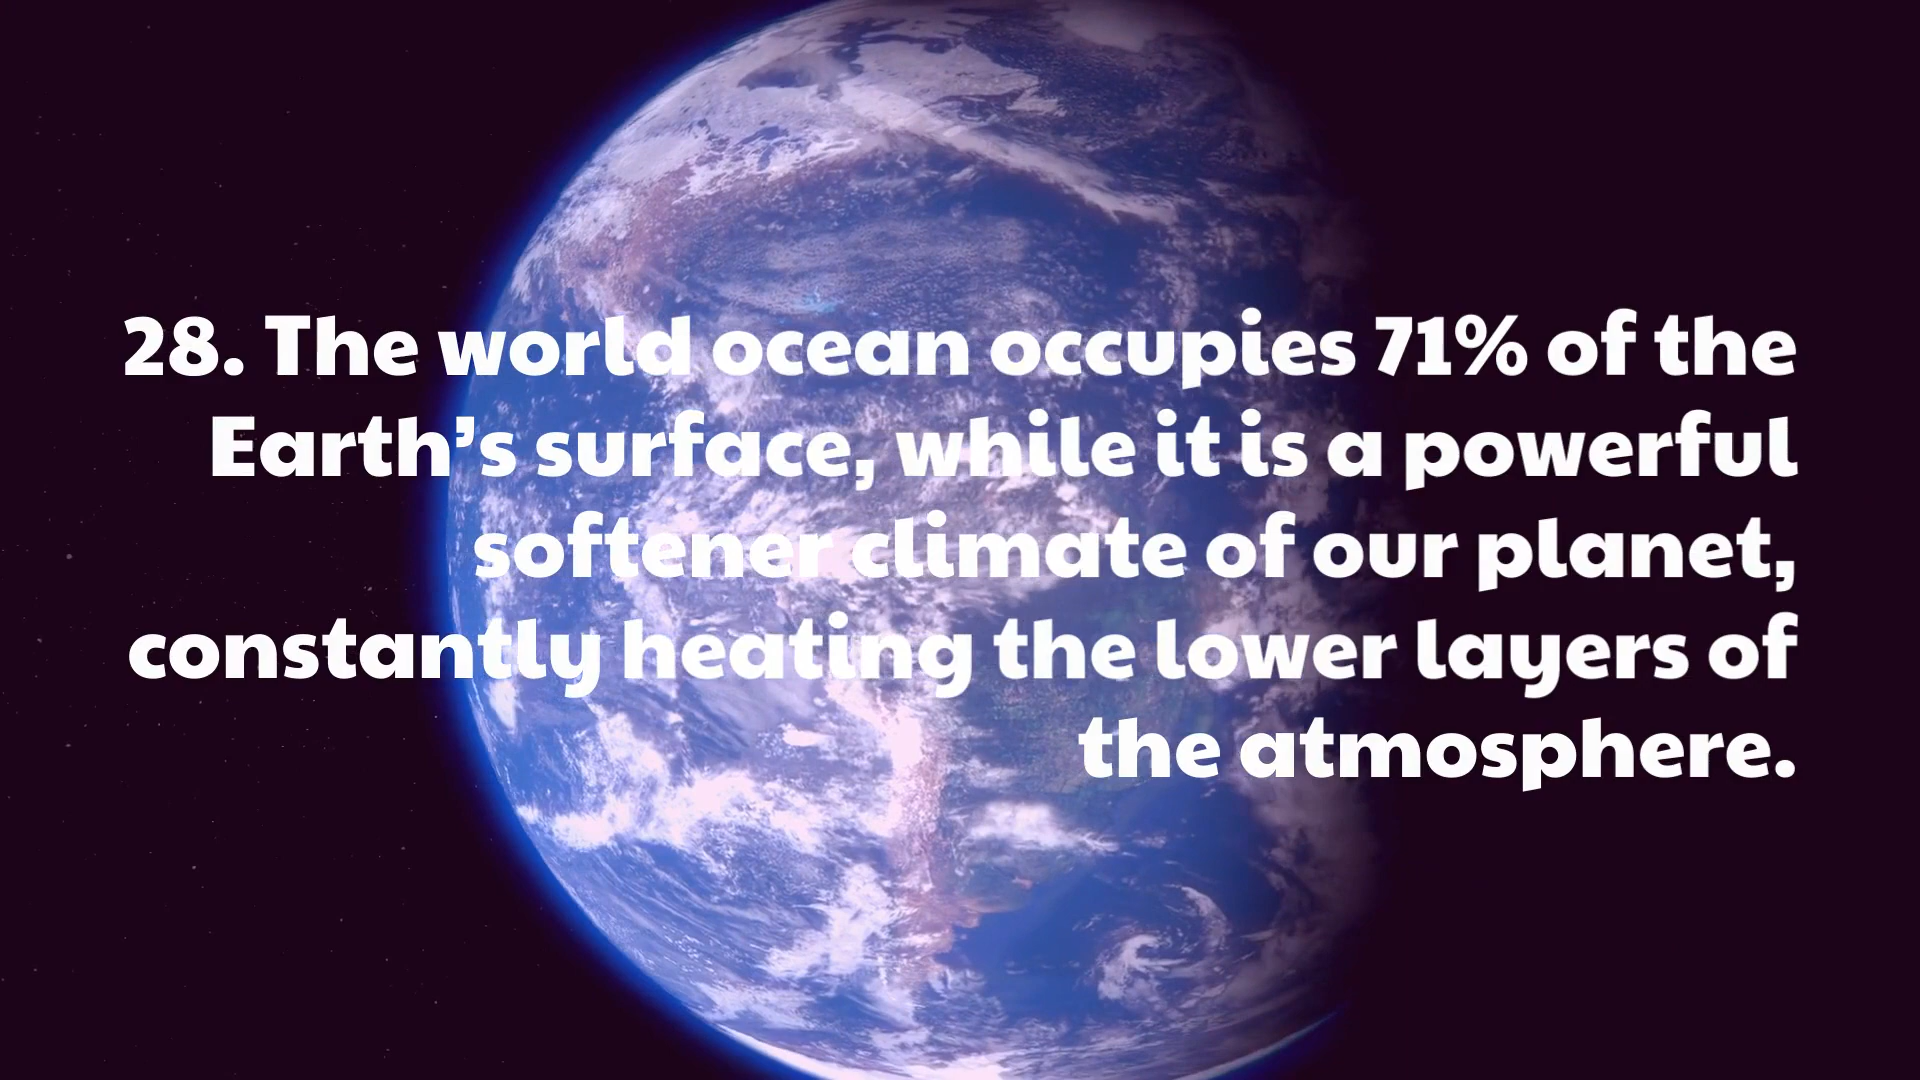 28. The world ocean occupies 71% of the
Earth’s surface, while it is a powerful
softener climate of our planet,
constantly heating the lower layers of
the atmosphere.